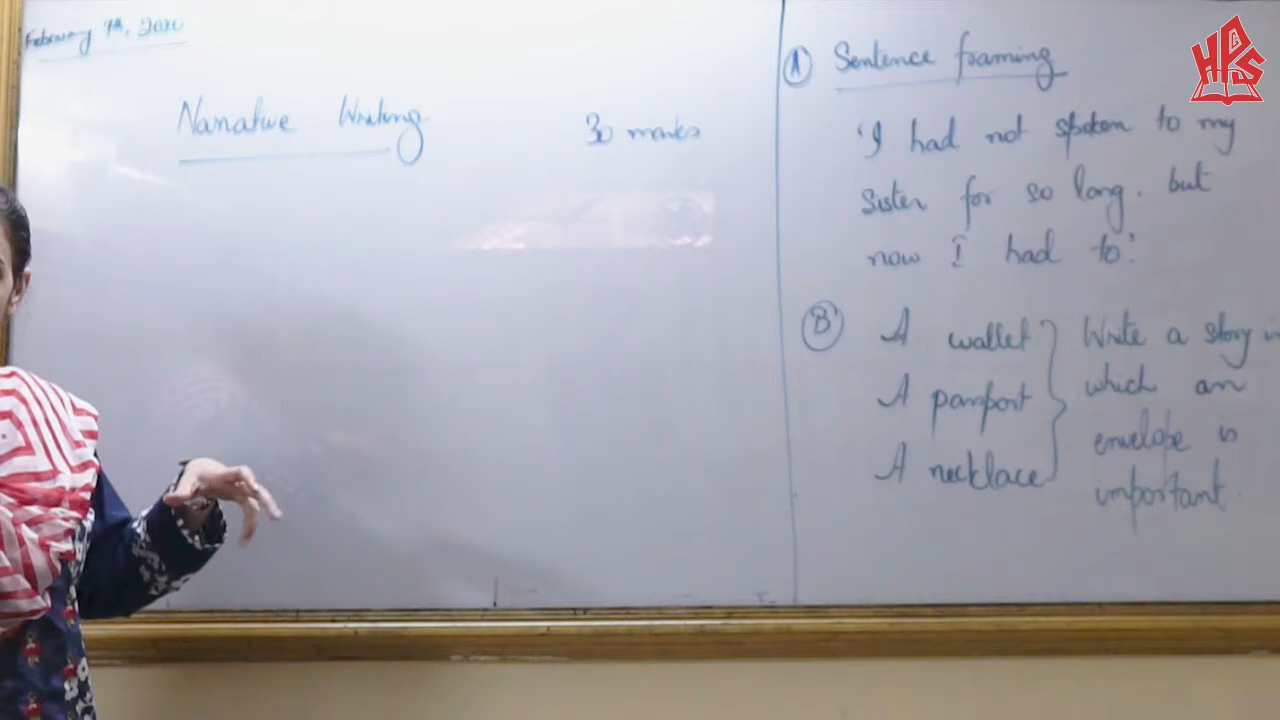 February 7th, 2020
Narrative Writing
30 marks
A Sentence framing
'I had not spoken to my
sister for so long. but
now I had to.'
B A wallet
A passport
A necklace
Write a story in
which an
envelope is
important.
HPS